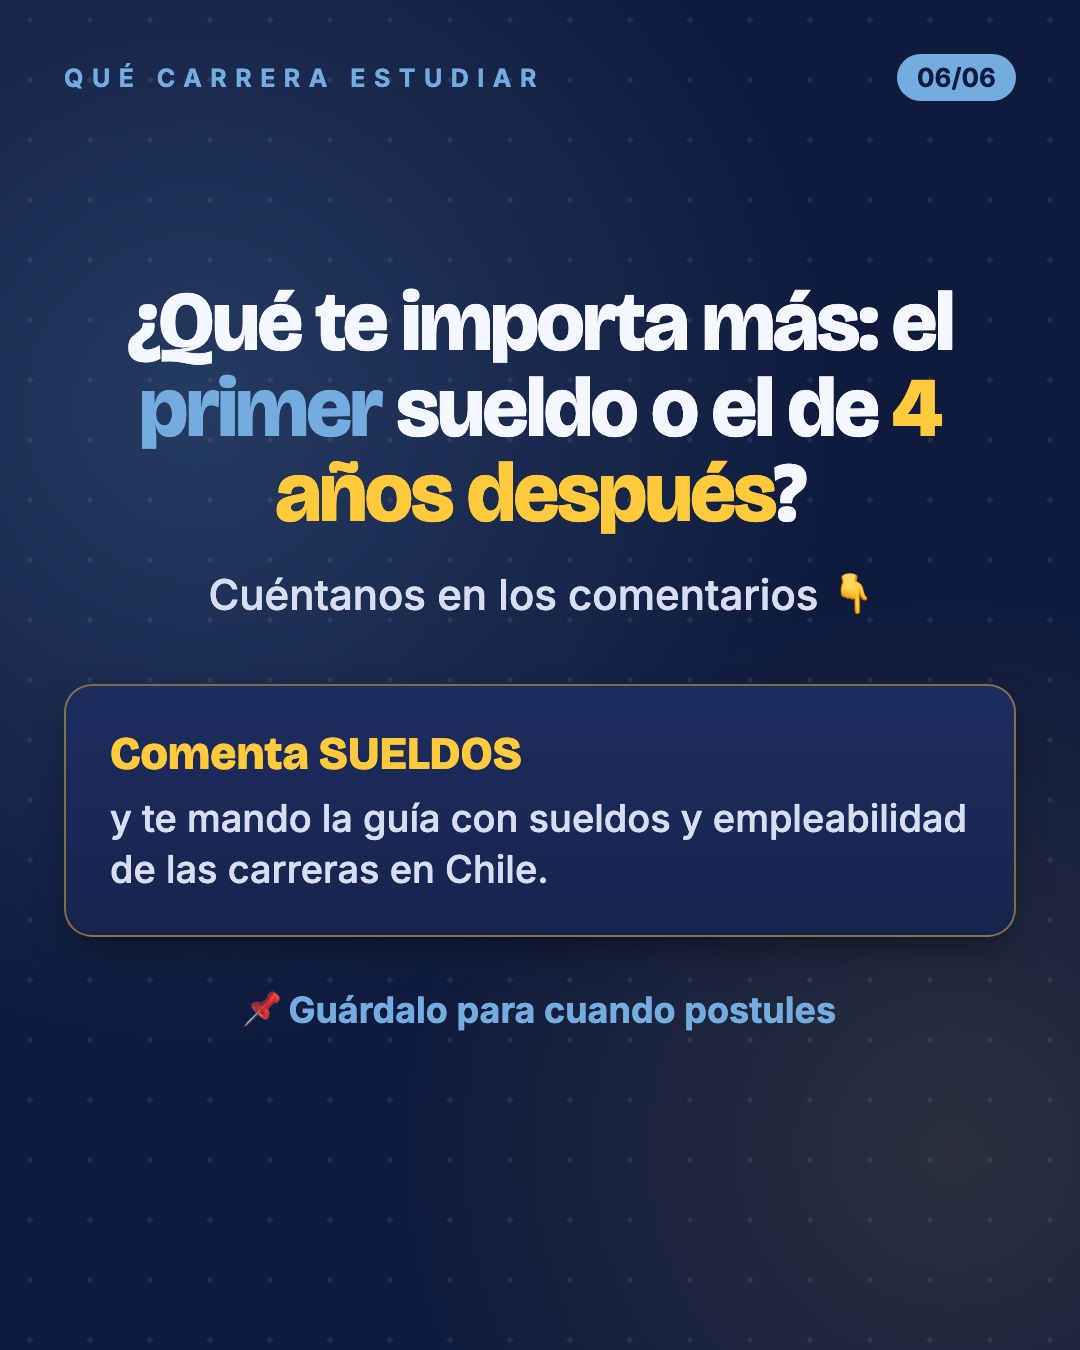 QUÉ CARRERA ESTUDIAR
06/06
¿Qué te importa más: el
primer sueldo o el de 4
años después?
Cuéntanos en los comentarios 👇
Comenta SUELDOS
y te mando la guía con sueldos y empleabilidad
de las carreras en Chile.
📌 Guárdalo para cuando postules